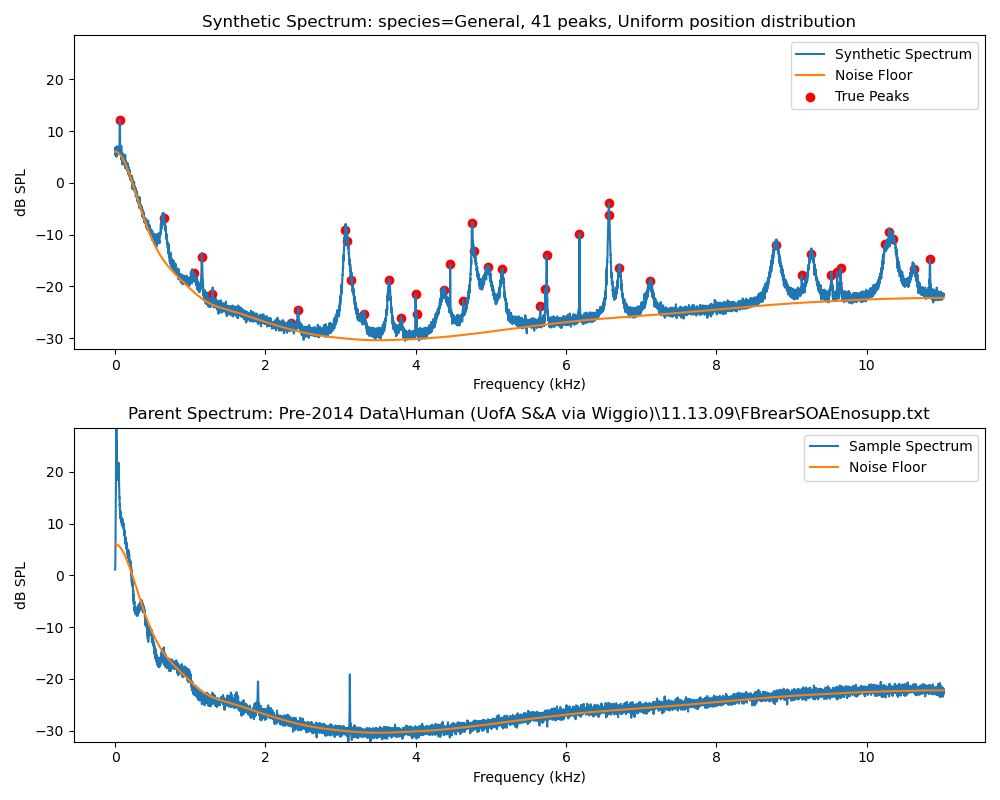 Synthetic Spectrum: species=General, 41 peaks, Uniform position distribution
Synthetic Spectrum
Noise Floor
True Peaks
dB SPL
20
10
0
−10
−20
−30
0 2 4 6 8 10
Frequency (kHz)
Parent Spectrum: Pre-2014 Data\Human (UofA S&A via Wiggio)\11.13.09\FBrearSOAEnosupp.txt
Sample Spectrum
Noise Floor
dB SPL
20
10
0
−10
−20
−30
0 2 4 6 8 10
Frequency (kHz)